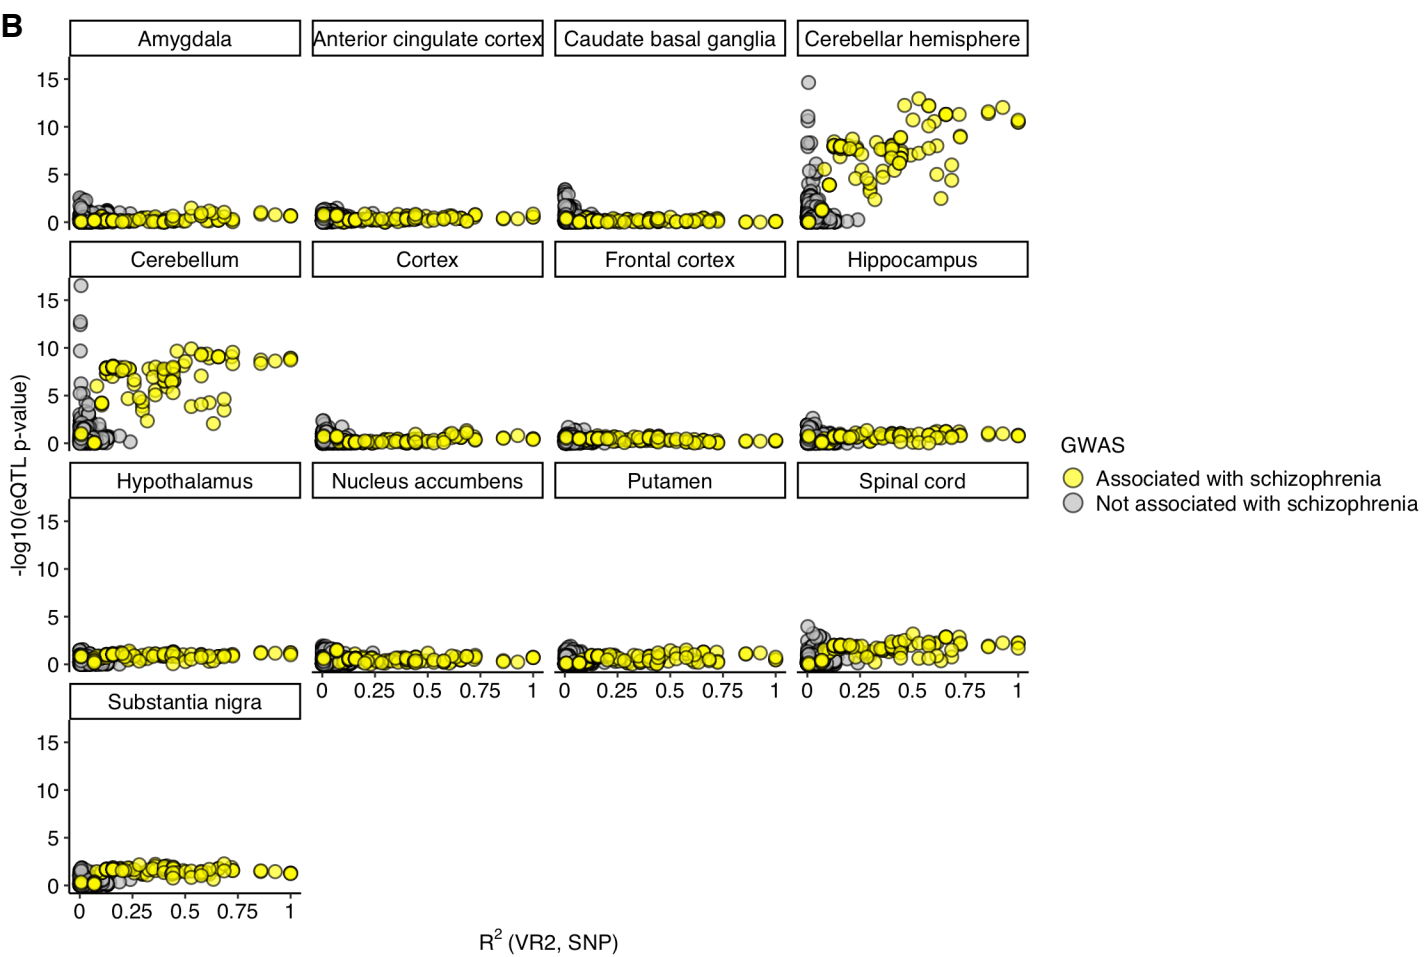 B
Amygdala
Anterior cingulate cortex
Caudate basal ganglia
Cerebellar hemisphere
15
10
5
0
Cerebellum
Cortex
Frontal cortex
Hippocampus
15
10
5
0
Hypothalamus
Nucleus accumbens
Putamen
Spinal cord
15
10
5
0
0 0.25 0.5 0.75 1
0 0.25 0.5 0.75 1
0 0.25 0.5 0.75 1
Substantia nigra
15
10
5
0
0 0.25 0.5 0.75 1
-log10(eQTL p-value)
R² (VR2, SNP)
GWAS
Associated with schizophrenia
Not associated with schizophrenia